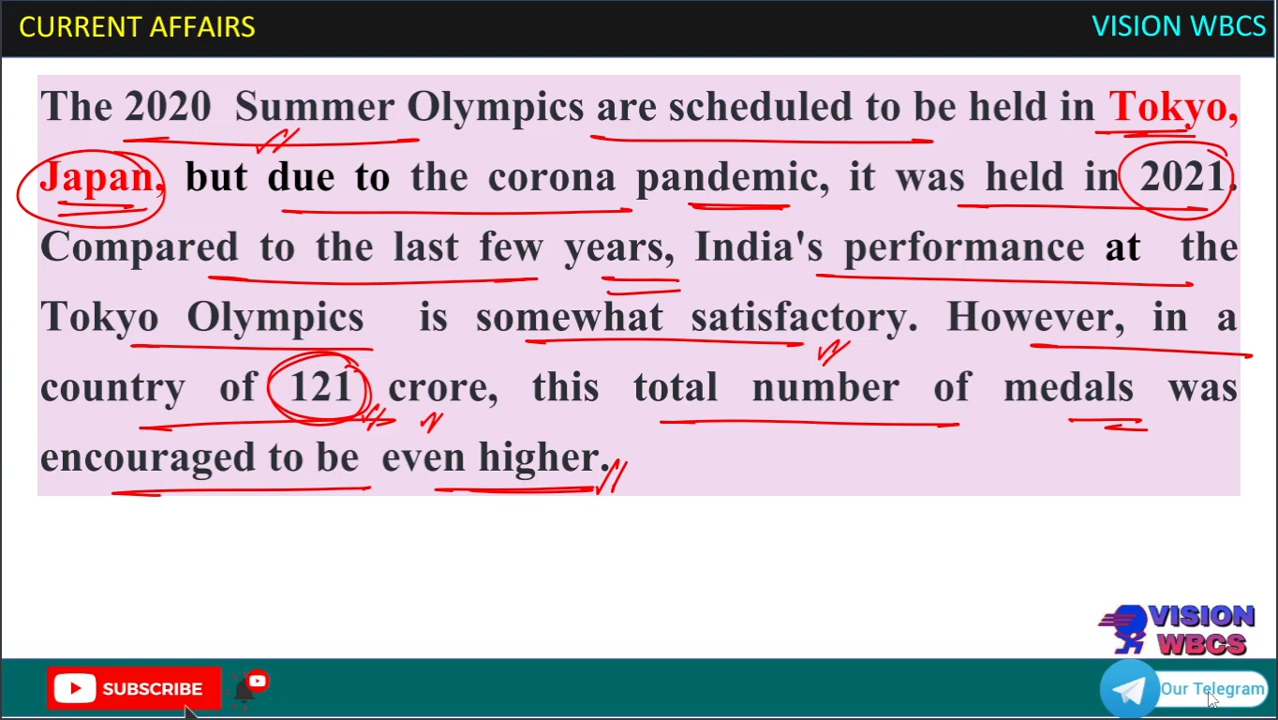 CURRENT AFFAIRS
VISION WBCS
The 2020 Summer Olympics are scheduled to be held in Tokyo,
Japan, but due to the corona pandemic, it was held in 2021.
Compared to the last few years, India's performance at the
Tokyo Olympics is somewhat satisfactory. However, in a
country of 121 crore, this total number of medals was
encouraged to be even higher.
VISION
WBCS
SUBSCRIBE
Our Telegram